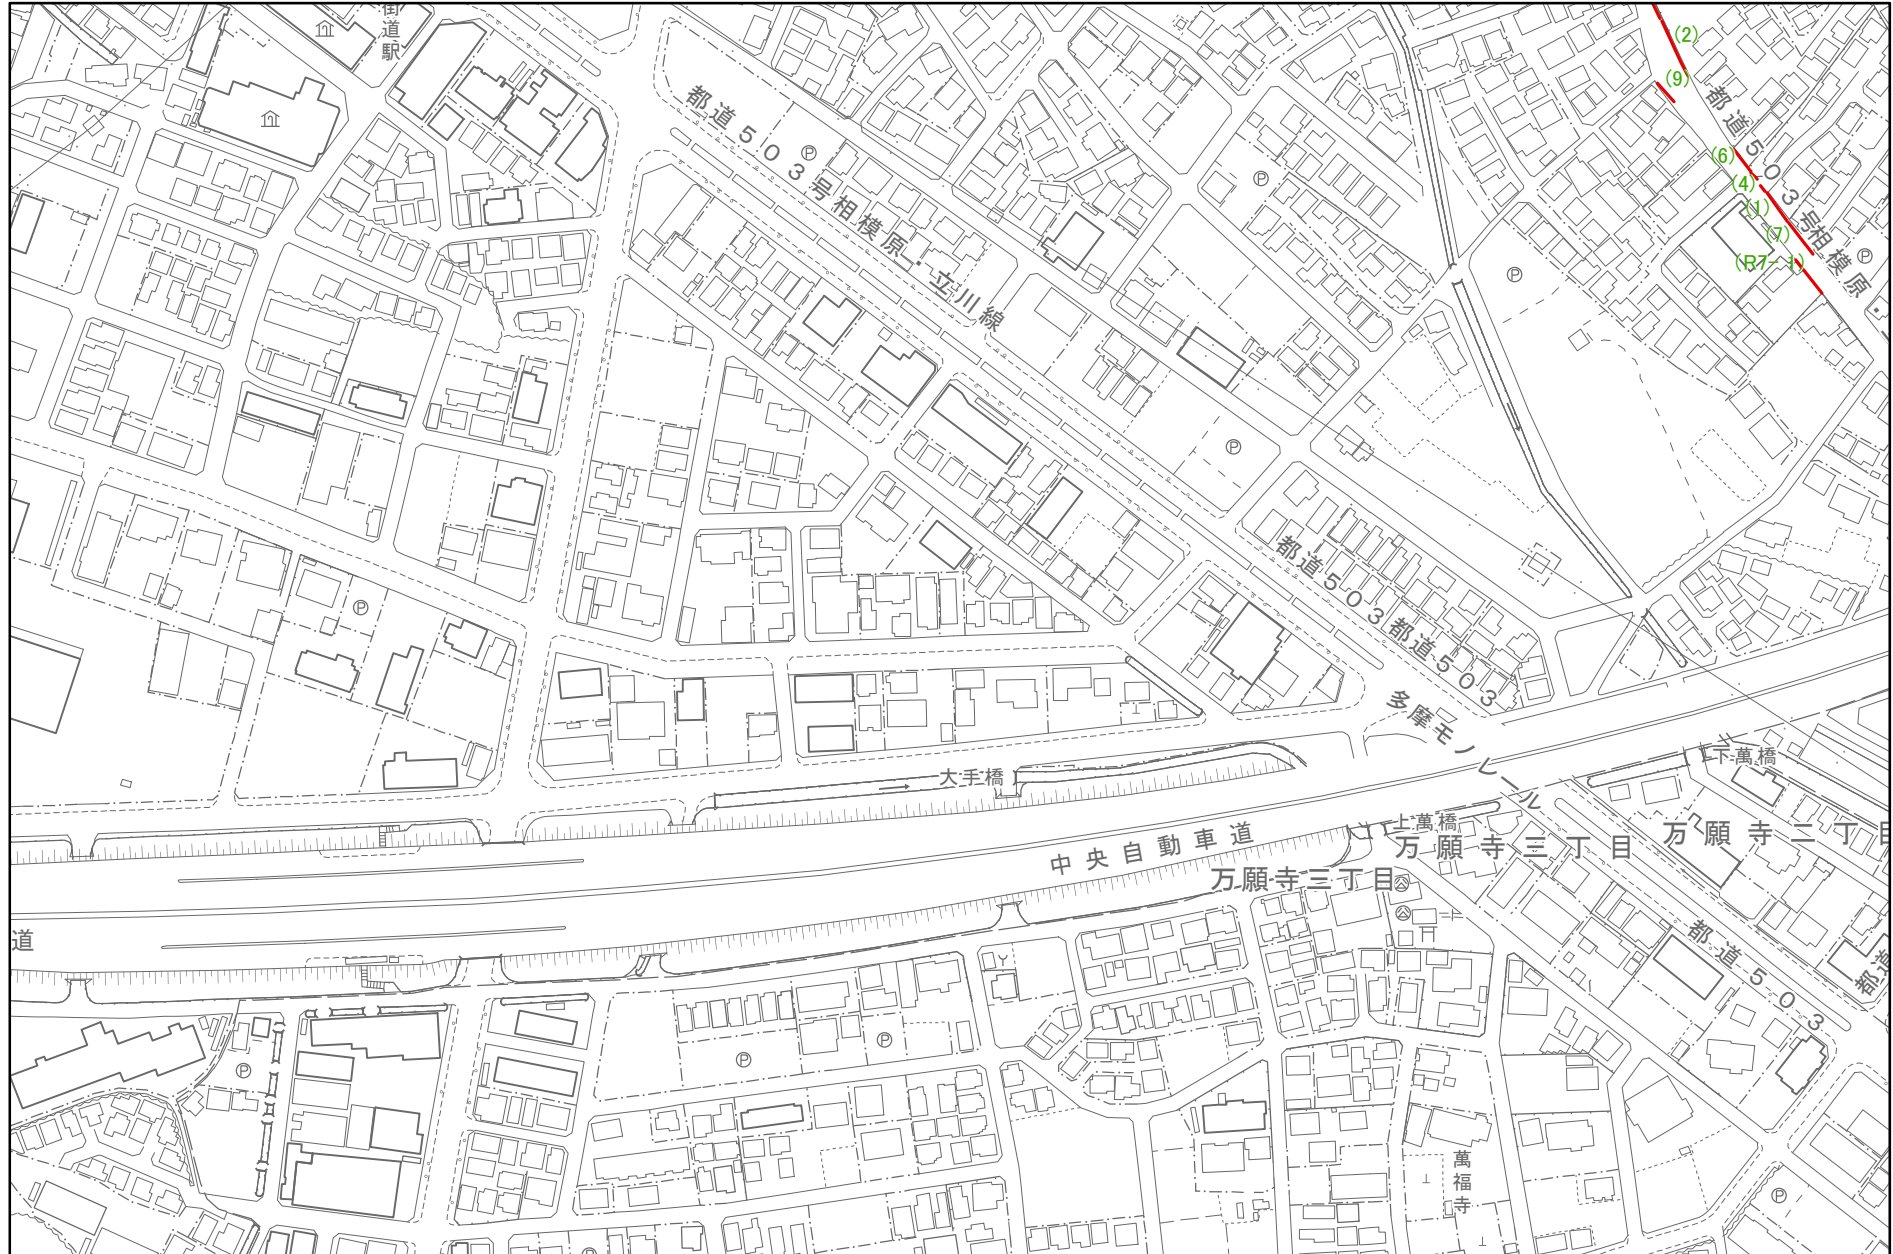 街道駅
(2)
(9)
都道503号相模原・立川線
都道503号相模原・
(6)
(4)
(1)
(7)
(R7-1)
Ⓟ
Ⓟ
Ⓟ
Ⓟ
Ⓟ
都道503
都道503
Ⓟ
多摩モノレール
大手橋
下萬橋
上萬橋
中央自動車道
万願寺三丁目
万願寺二丁目
万願寺三丁目
道
都道503
都道
Ⓟ
Ⓟ
Ⓟ
萬福寺
Ⓟ
Ⓟ